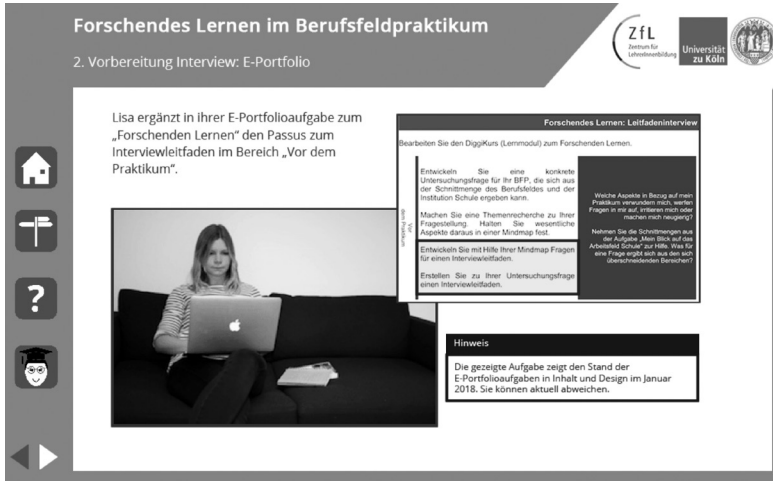 Forschendes Lernen im Berufsfeldpraktikum
2. Vorbereitung Interview: E-Portfolio
ZfL
Zentrum für
LehrerInnenbildung
Universität
zu Köln
Lisa ergänzt in ihrer E-Portfolioaufgabe zum
„Forschenden Lernen“ den Passus zum
Interviewleitfaden im Bereich „Vor dem
Praktikum“.
Forschendes Lernen: Leitfadeninterview
Bearbeiten Sie den DiggiKurs (Lernmodul) zum Forschenden Lernen.
Vor
dem Praktikum
Entwickeln Sie eine konkrete
Untersuchungsfrage für Ihr BFP, die sich aus
der Schnittmenge des Berufsfeldes und der
Institution Schule ergeben kann.
Machen Sie eine Themenrecherche zu Ihrer
Fragestellung. Halten Sie wesentliche
Aspekte daraus in einer Mindmap fest.
Entwickeln Sie mit Hilfe Ihrer Mindmap Fragen
für einen Interviewleitfaden.
Erstellen Sie zu Ihrer Untersuchungsfrage
einen Interviewleitfaden.
Welche Aspekte in Bezug auf mein
Praktikum verwundern mich, werfen
Fragen in mir auf, irritieren mich oder
machen mich neugierig?
Nehmen Sie die Schnittmengen aus
der Aufgabe „Mein Blick auf das
Arbeitsfeld Schule“ zur Hilfe. Was für
eine Frage ergibt sich aus den sich
überschneidenden Bereichen?
?
Hinweis
Die gezeigte Aufgabe zeigt den Stand der
E-Portfolioaufgaben in Inhalt und Design im Januar
2018. Sie können aktuell abweichen.